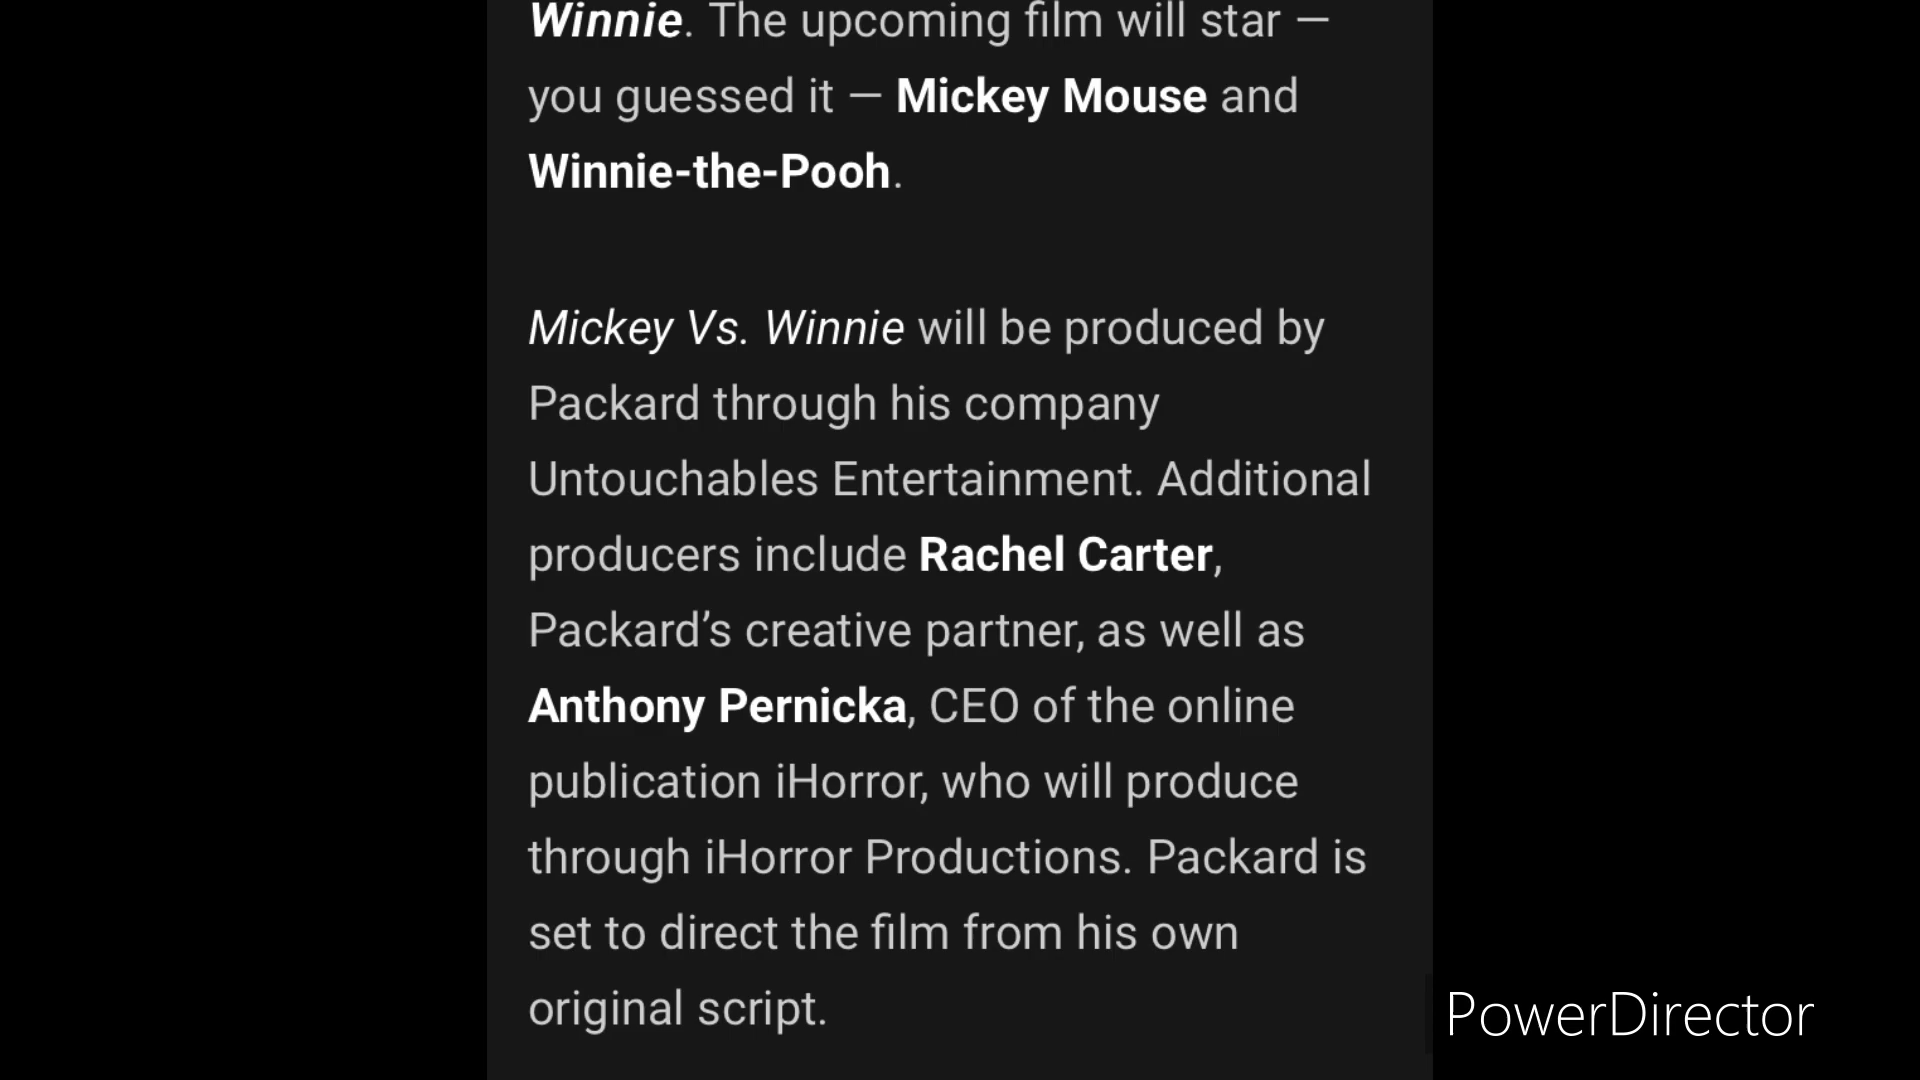 Winnie. The upcoming film will star —
you guessed it — Mickey Mouse and
Winnie-the-Pooh.
Mickey Vs. Winnie will be produced by
Packard through his company
Untouchables Entertainment. Additional
producers include Rachel Carter,
Packard’s creative partner, as well as
Anthony Pernicka, CEO of the online
publication iHorror, who will produce
through iHorror Productions. Packard is
set to direct the film from his own
original script.
PowerDirector